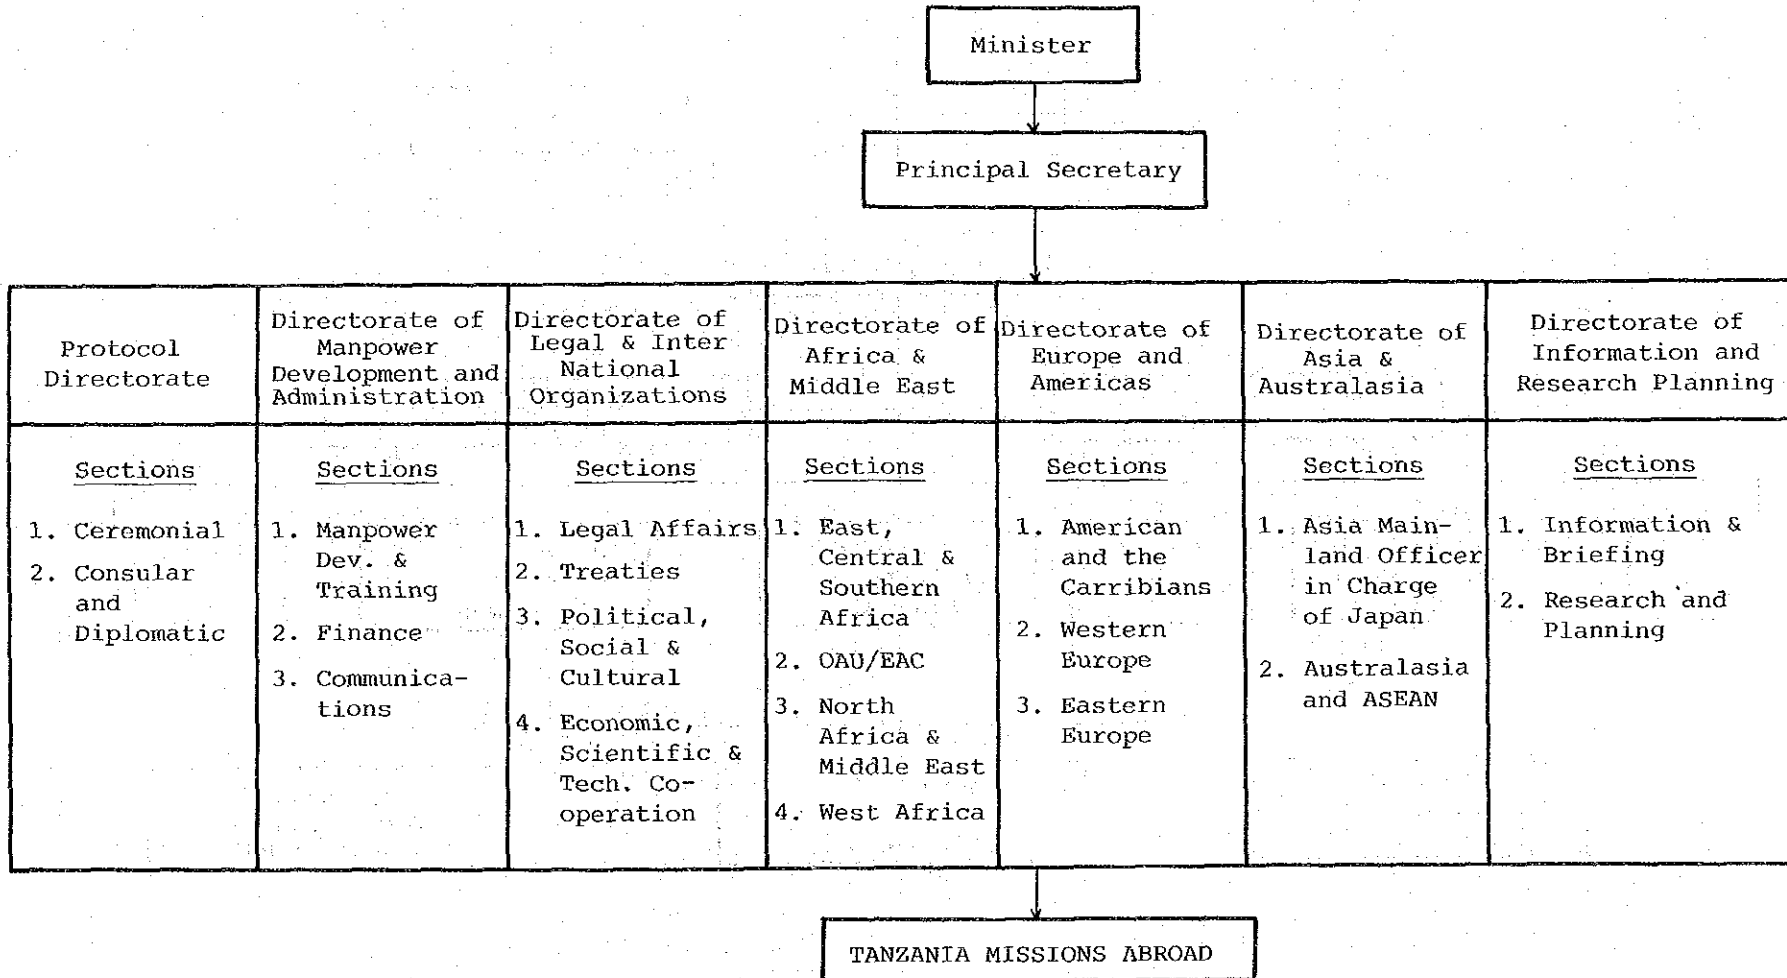 Minister
Principal Secretary
Protocol
Directorate
Directorate of
Manpower
Development and
Administration
Directorate of
Legal & Inter
National
Organizations
Directorate of
Africa &
Middle East
Directorate of
Europe and
Americas
Directorate of
Asia &
Australasia
Directorate of
Information and
Research Planning
Sections
1. Ceremonial
2. Consular
and
Diplomatic
Sections
1. Manpower
Dev. &
Training
2. Finance
3. Communica-
tions
Sections
1. Legal Affairs
2. Treaties
3. Political,
Social &
Cultural
4. Economic,
Scientific &
Tech. Co-
operation
Sections
1. East,
Central &
Southern
Africa
2. OAU/EAC
3. North
Africa &
Middle East
4. West Africa
Sections
1. American
and the
Carribians
2. Western
Europe
3. Eastern
Europe
Sections
1. Asia Main-
land Officer
in Charge
of Japan
2. Australasia
and ASEAN
Sections
1. Information &
Briefing
2. Research and
Planning
TANZANIA MISSIONS ABROAD